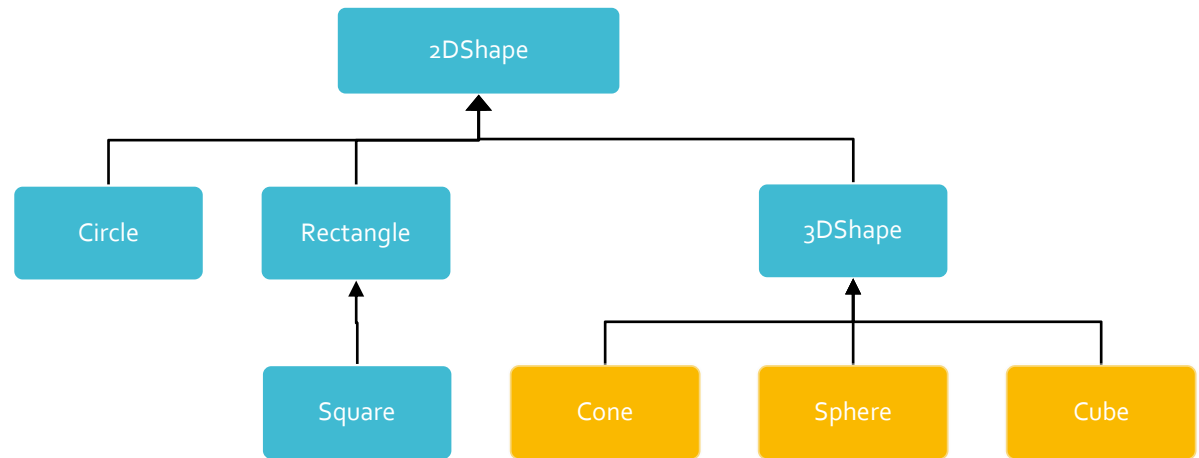 2DShape
Circle
Rectangle
3DShape
Square
Cone
Sphere
Cube